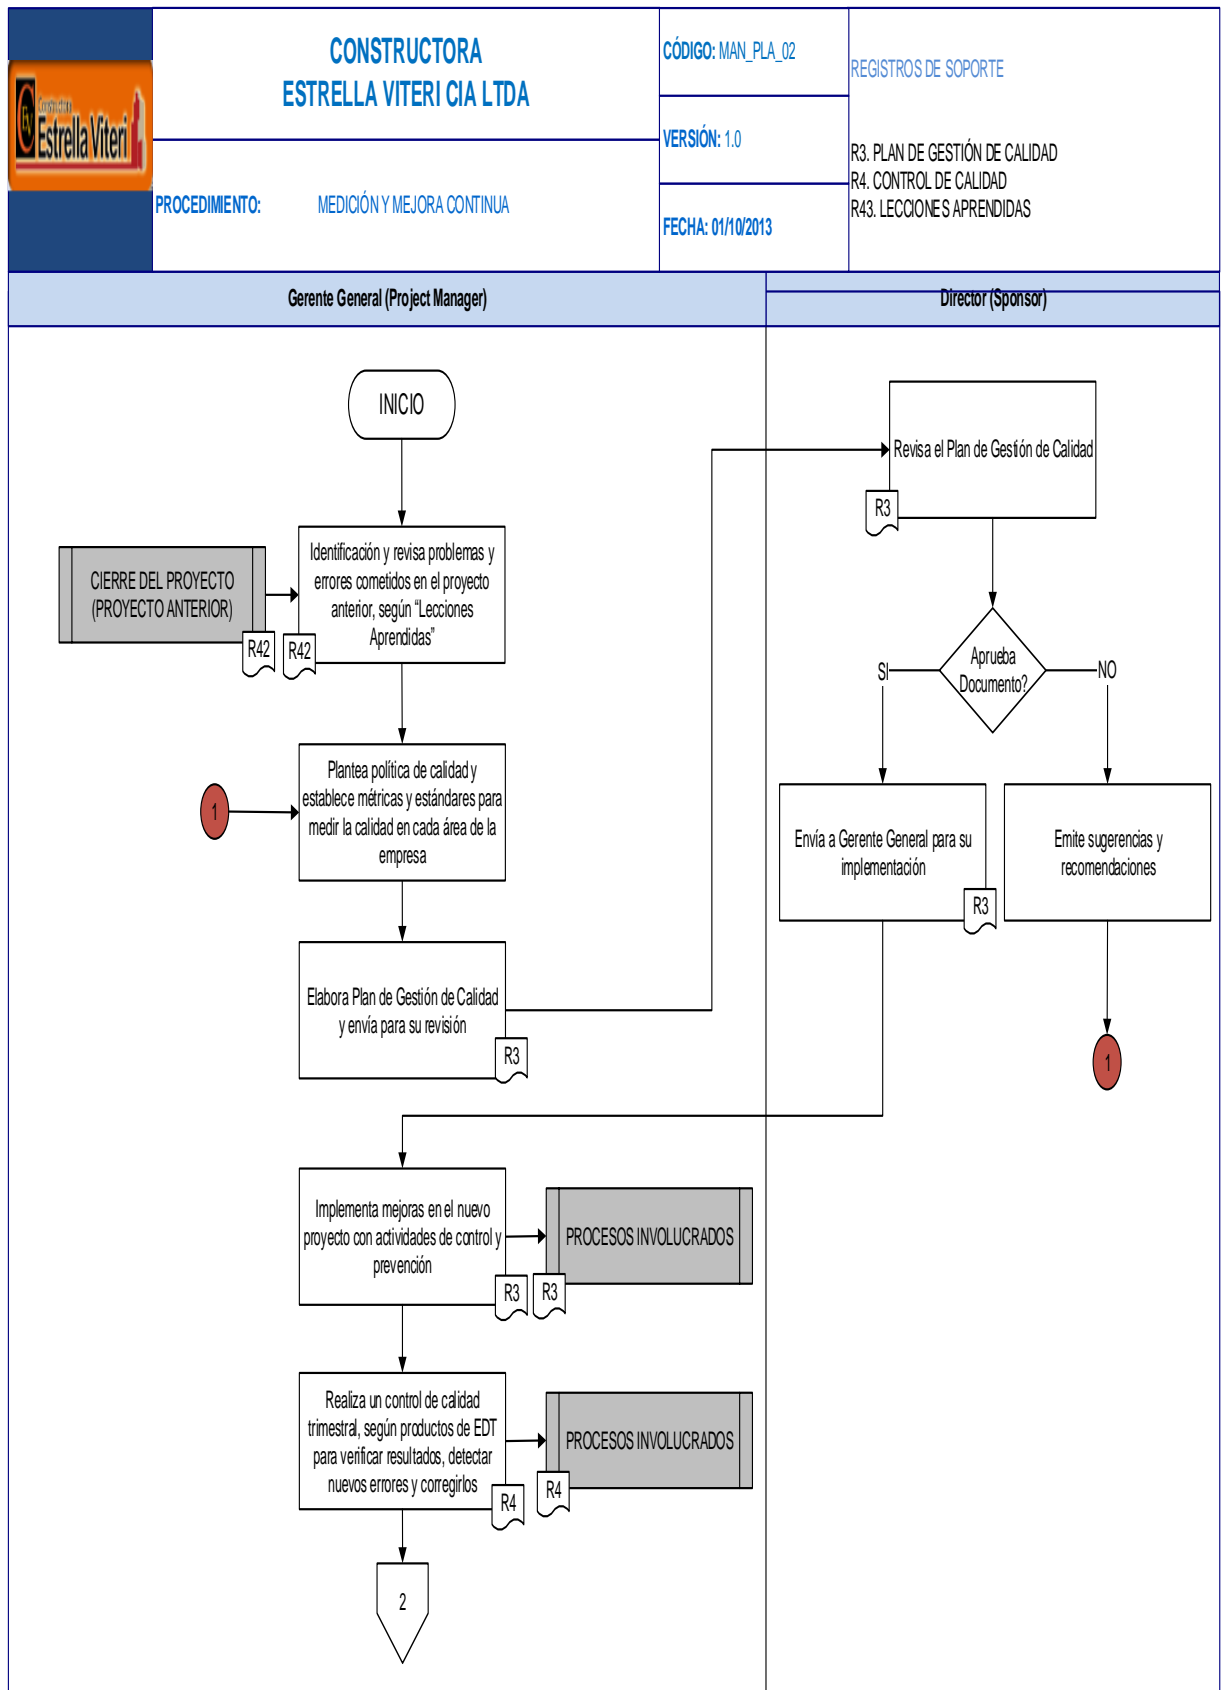 Constructora
Estrella Viteri
EV
CONSTRUCTORA
ESTRELLA VITERI CIA LTDA
PROCEDIMIENTO: MEDICIÓN Y MEJORA CONTINUA
CÓDIGO: MAN_PLA_02
VERSIÓN: 1.0
FECHA: 01/10/2013
REGISTROS DE SOPORTE
R3. PLAN DE GESTIÓN DE CALIDAD
R4. CONTROL DE CALIDAD
R43. LECCIONES APRENDIDAS
Gerente General (Project Manager)
Director (Sponsor)
INICIO
CIERRE DEL PROYECTO
(PROYECTO ANTERIOR)
R42
Identificación y revisa problemas y
errores cometidos en el proyecto
anterior, según “Lecciones
Aprendidas”
R42
1
Plantea política de calidad y
establece métricas y estándares para
medir la calidad en cada área de la
empresa
Elabora Plan de Gestión de Calidad
y envía para su revisión
R3
Revisa el Plan de Gestión de Calidad
R3
Aprueba
Documento?
SI
NO
Envía a Gerente General para su
implementación
R3
Emite sugerencias y
recomendaciones
1
Implementa mejoras en el nuevo
proyecto con actividades de control y
prevención
R3
PROCESOS INVOLUCRADOS
R3
Realiza un control de calidad
trimestral, según productos de EDT
para verificar resultados, detectar
nuevos errores y corregirlos
R4
PROCESOS INVOLUCRADOS
R4
2